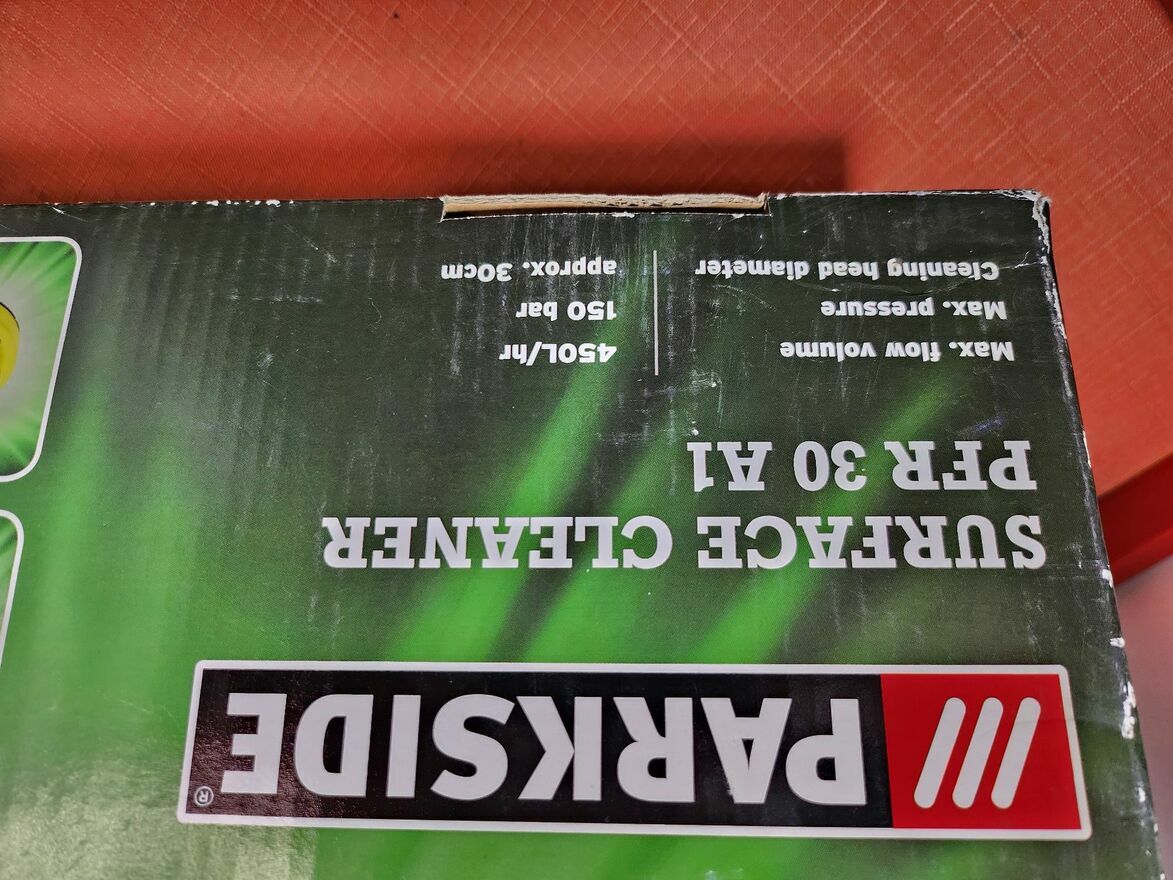 PARKSIDE®
SURFACE CLEANER
PFR 30 A1
Max. flow volume 450L/hr
Max. pressure 150 bar
Cleaning head diameter approx. 30cm